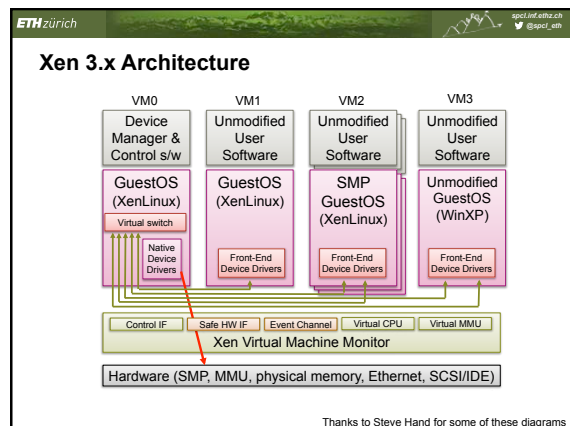 ETH zürich
spcl.inf.ethz.ch
@spcl_eth
Xen 3.x Architecture
VM0
VM1
VM2
VM3
Device
Manager &
Control s/w
Unmodified
User
Software
Unmodified
User
Software
Unmodified
User
Software
GuestOS
(XenLinux)
Virtual switch
Native
Device
Drivers
GuestOS
(XenLinux)
Front-End
Device Drivers
SMP
GuestOS
(XenLinux)
Front-End
Device Drivers
Unmodified
GuestOS
(WinXP)
Front-End
Device Drivers
Control IF
Safe HW IF
Event Channel
Virtual CPU
Virtual MMU
Xen Virtual Machine Monitor
Hardware (SMP, MMU, physical memory, Ethernet, SCSI/IDE)
Thanks to Steve Hand for some of these diagrams